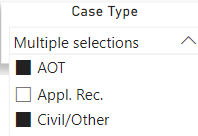 Case Type
Multiple selections
AOT
Appl. Rec.
Civil/Other